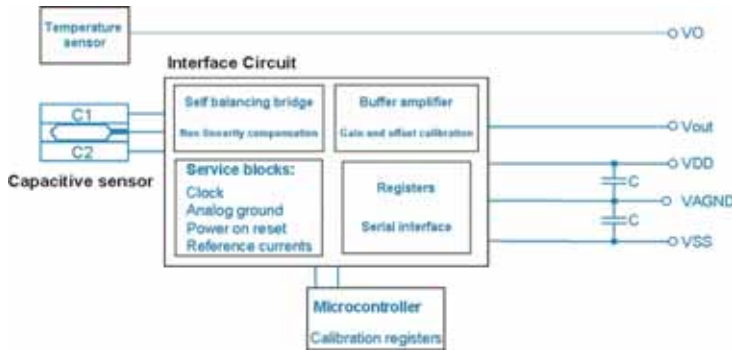 Temperature
sensor
VO
Interface Circuit
Self balancing bridge
Non linearity compensation
Buffer amplifier
Gain and offset calibration
C1
C2
Capacitive sensor
Service blocks:
Clock
Analog ground
Power on reset
Reference currents
Registers
Serial interface
Vout
VDD
C
VAGND
C
VSS
Microcontroller
Calibration registers